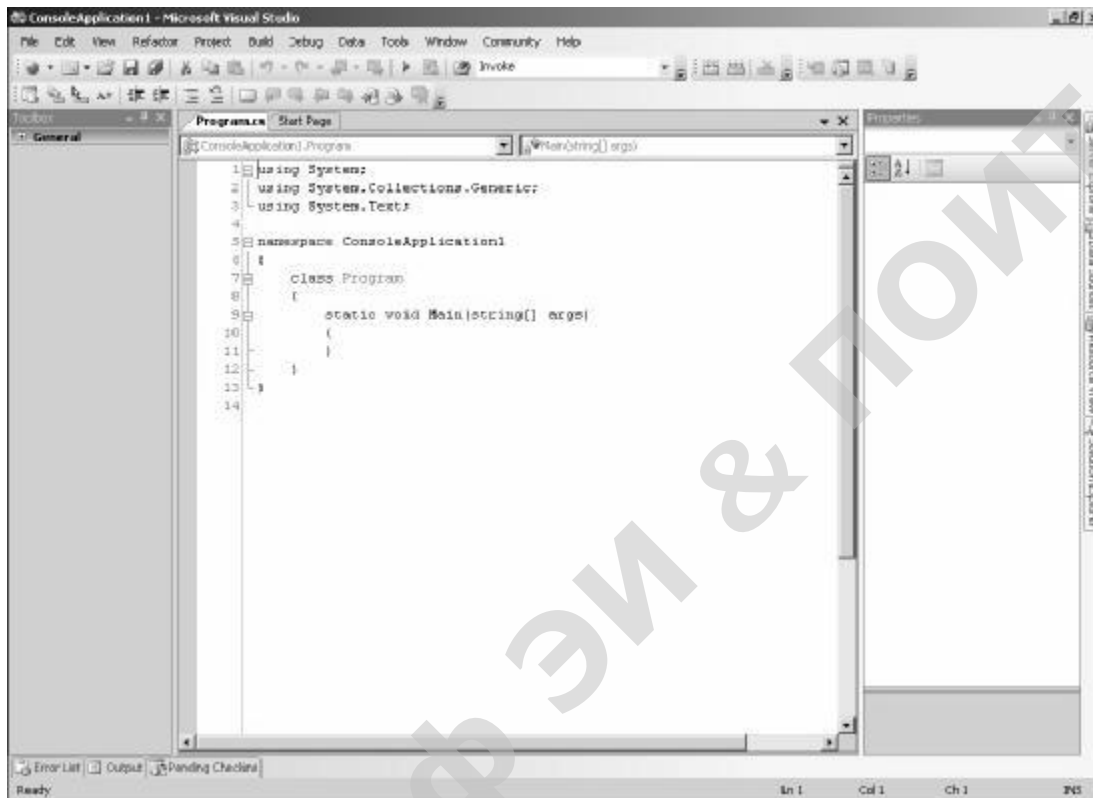 ConsoleApplication1 - Microsoft Visual Studio
File Edit View Refactor Project Build Debug Data Tools Window Community Help
Invoke
Toolbox
General
Program.cs Start Page
ConsoleApplication1.Program Main(string[] args)
Properties
1 using System;
2 using System.Collections.Generic;
3 using System.Text;
4
5 namespace ConsoleApplication1
6 {
7 class Program
8 {
9 static void Main(string[] args)
10 {
11 }
12 }
13 }
14
Error List Output Pending Checkins
Ready Ln 1 Col 1 Ch 1 INS
ЭИ & ПОИТ